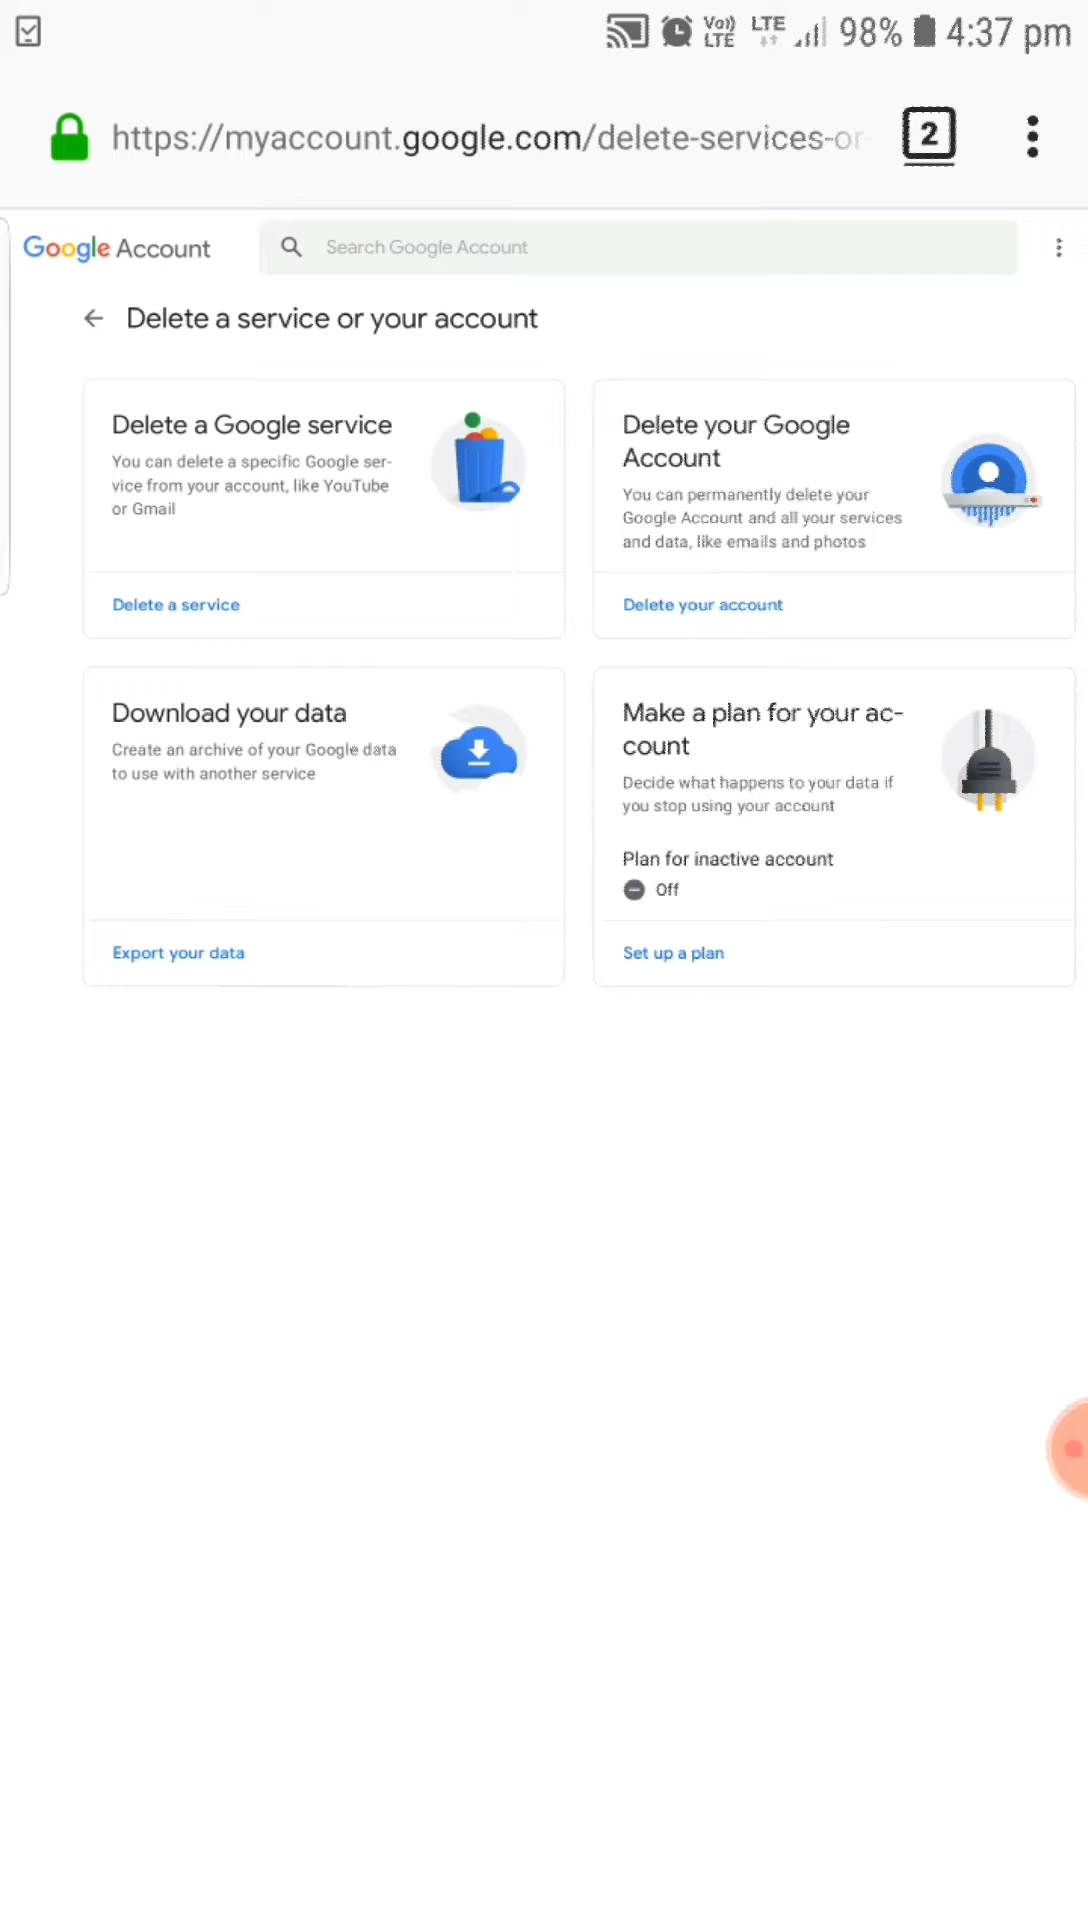 Vo))
LTE
LTE
98%
4:37 pm
https://myaccount.google.com/delete-services-or-
2
Google Account
Search Google Account
Delete a service or your account
Delete a Google service
You can delete a specific Google ser-
vice from your account, like YouTube
or Gmail
Delete a service
Delete your Google
Account
You can permanently delete your
Google Account and all your services
and data, like emails and photos
Delete your account
Download your data
Create an archive of your Google data
to use with another service
Export your data
Make a plan for your ac-
count
Decide what happens to your data if
you stop using your account
Plan for inactive account
Off
Set up a plan